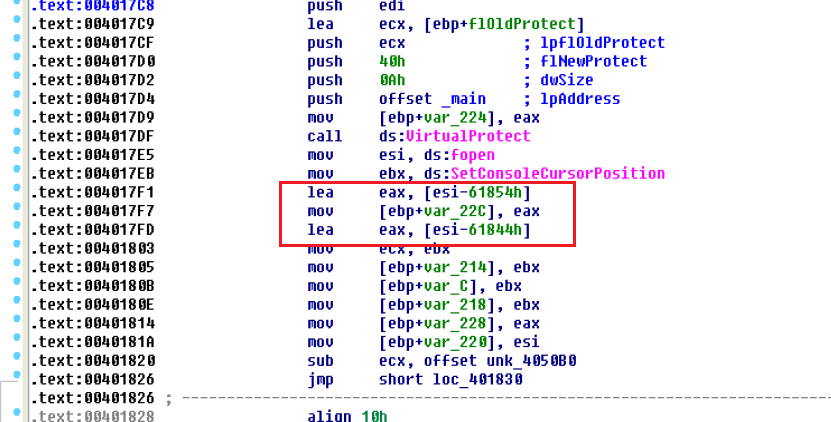 .text:004017C8 push edi
.text:004017C9 lea ecx, [ebp+flOldProtect]
.text:004017CF push ecx ; lpflOldProtect
.text:004017D0 push 40h ; flNewProtect
.text:004017D2 push 0Ah ; dwSize
.text:004017D4 push offset _main ; lpAddress
.text:004017D9 mov [ebp+var_224], eax
.text:004017DF call ds:VirtualProtect
.text:004017E5 mov esi, ds:fopen
.text:004017EB mov ebx, ds:SetConsoleCursorPosition
.text:004017F1 lea eax, [esi-61854h]
.text:004017F7 mov [ebp+var_22C], eax
.text:004017FD lea eax, [esi-61844h]
.text:00401803 mov ecx, ebx
.text:00401805 mov [ebp+var_214], ebx
.text:0040180B mov [ebp+var_C], ebx
.text:0040180E mov [ebp+var_218], ebx
.text:00401814 mov [ebp+var_228], eax
.text:0040181A mov [ebp+var_220], esi
.text:00401820 sub ecx, offset unk_4050B0
.text:00401826 jmp short loc_401830
.text:00401826 ; ---------------------------------------------------------------------------
.text:00401828 align 10h